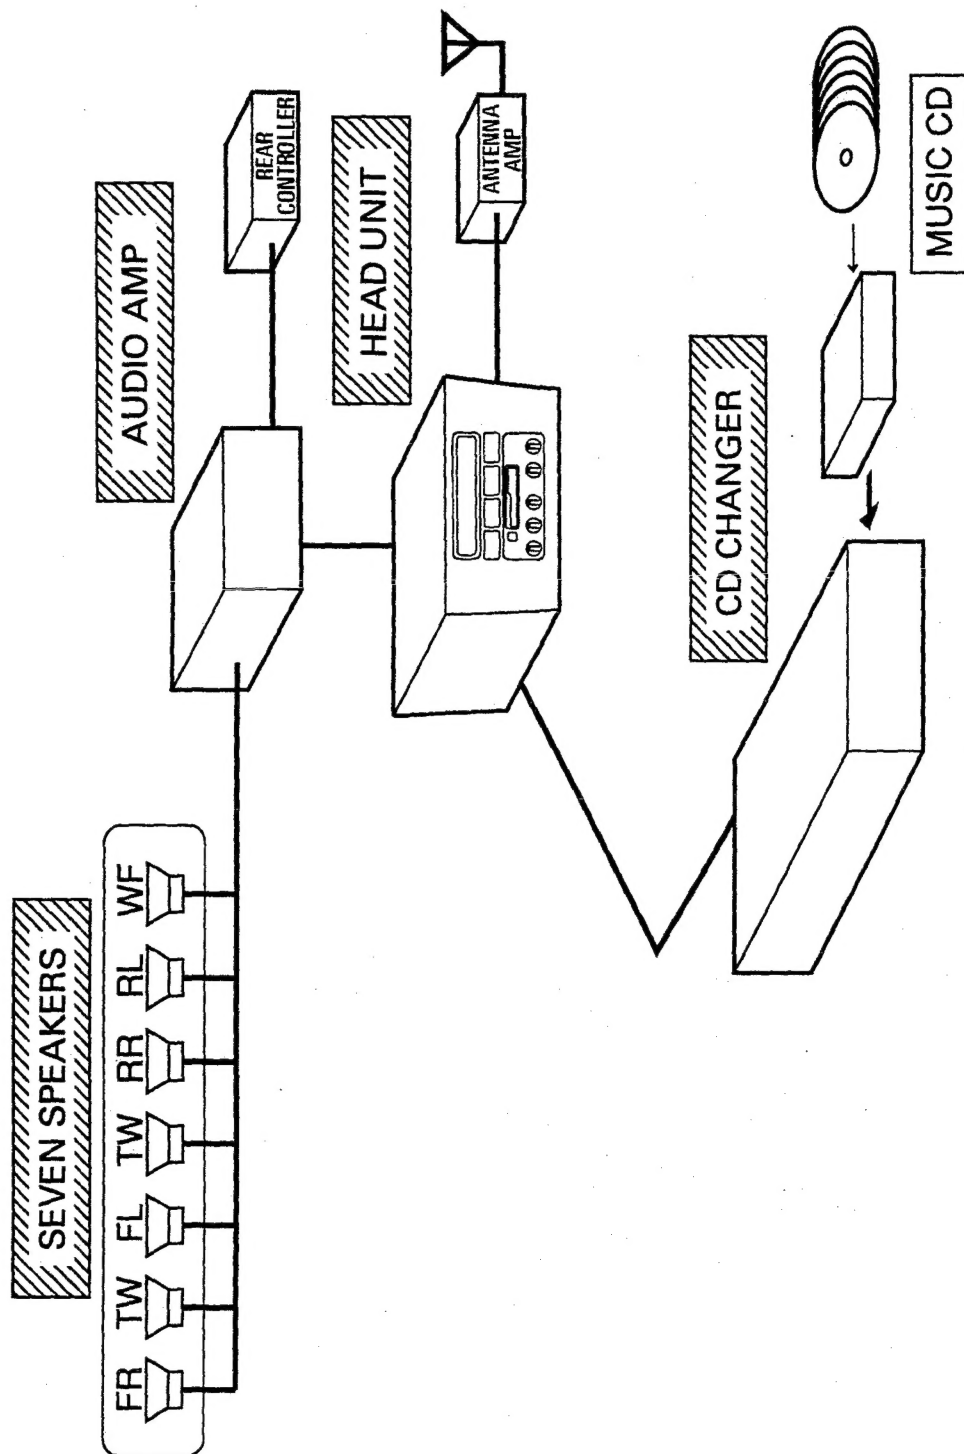 SEVEN SPEAKERS
FR TW FL TW RR RL WF
AUDIO AMP
REAR
CONTROLLER
HEAD UNIT
ANTENNA
AMP
CD CHANGER
MUSIC CD